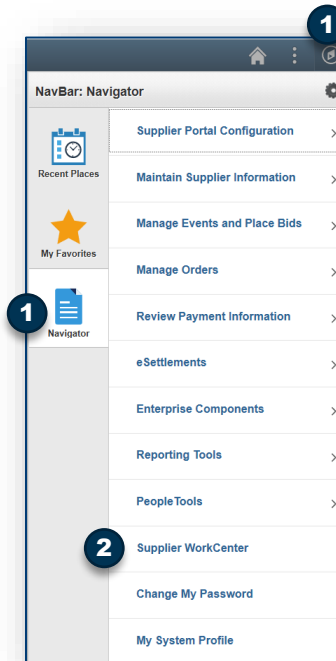 1
NavBar: Navigator
Recent Places
My Favorites
1
Navigator
Supplier Portal Configuration
Maintain Supplier Information
Manage Events and Place Bids
Manage Orders
Review Payment Information
eSettlements
Enterprise Components
Reporting Tools
PeopleTools
2
Supplier WorkCenter
Change My Password
My System Profile